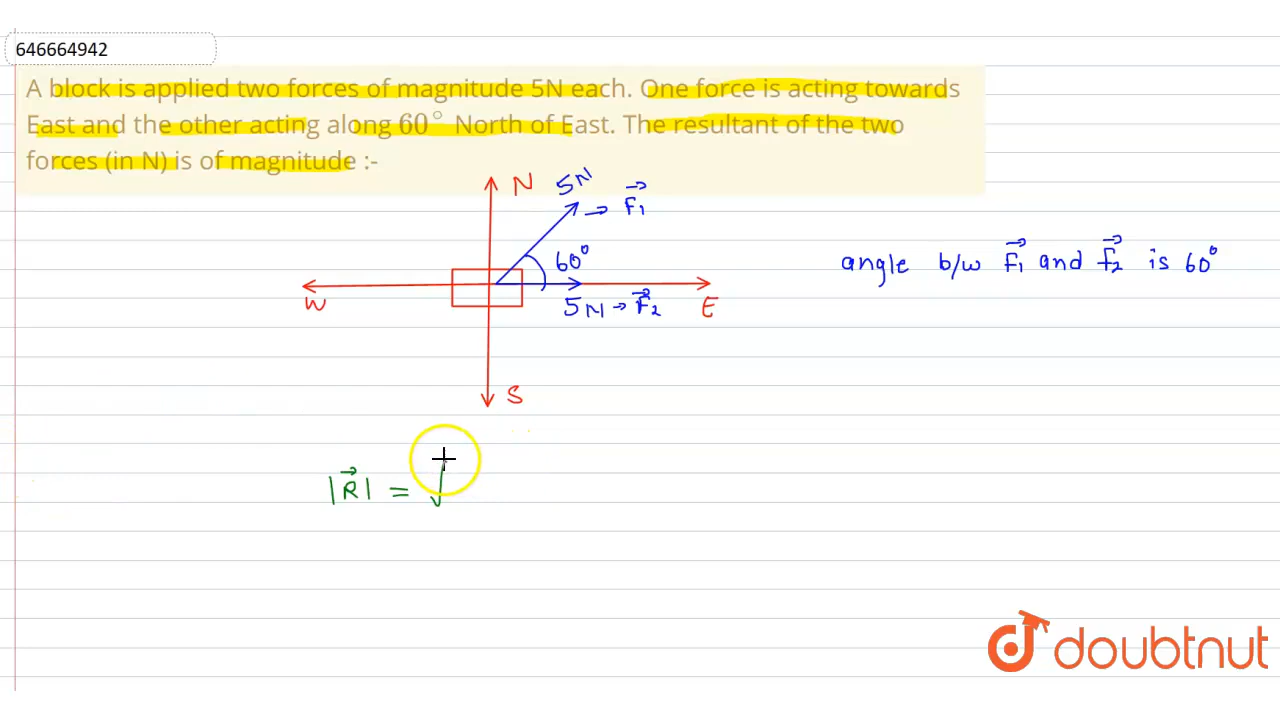 646664942
A block is applied two forces of magnitude 5N each. One force is acting towards
East and the other acting along 60° North of East. The resultant of the two
forces (in N) is of magnitude :-
N
5N
→ F⃗₁
60°
angle b/w F⃗₁ and F⃗₂ is 60°
W
5N → F⃗₂
E
S
|R⃗| = √
doubtnut